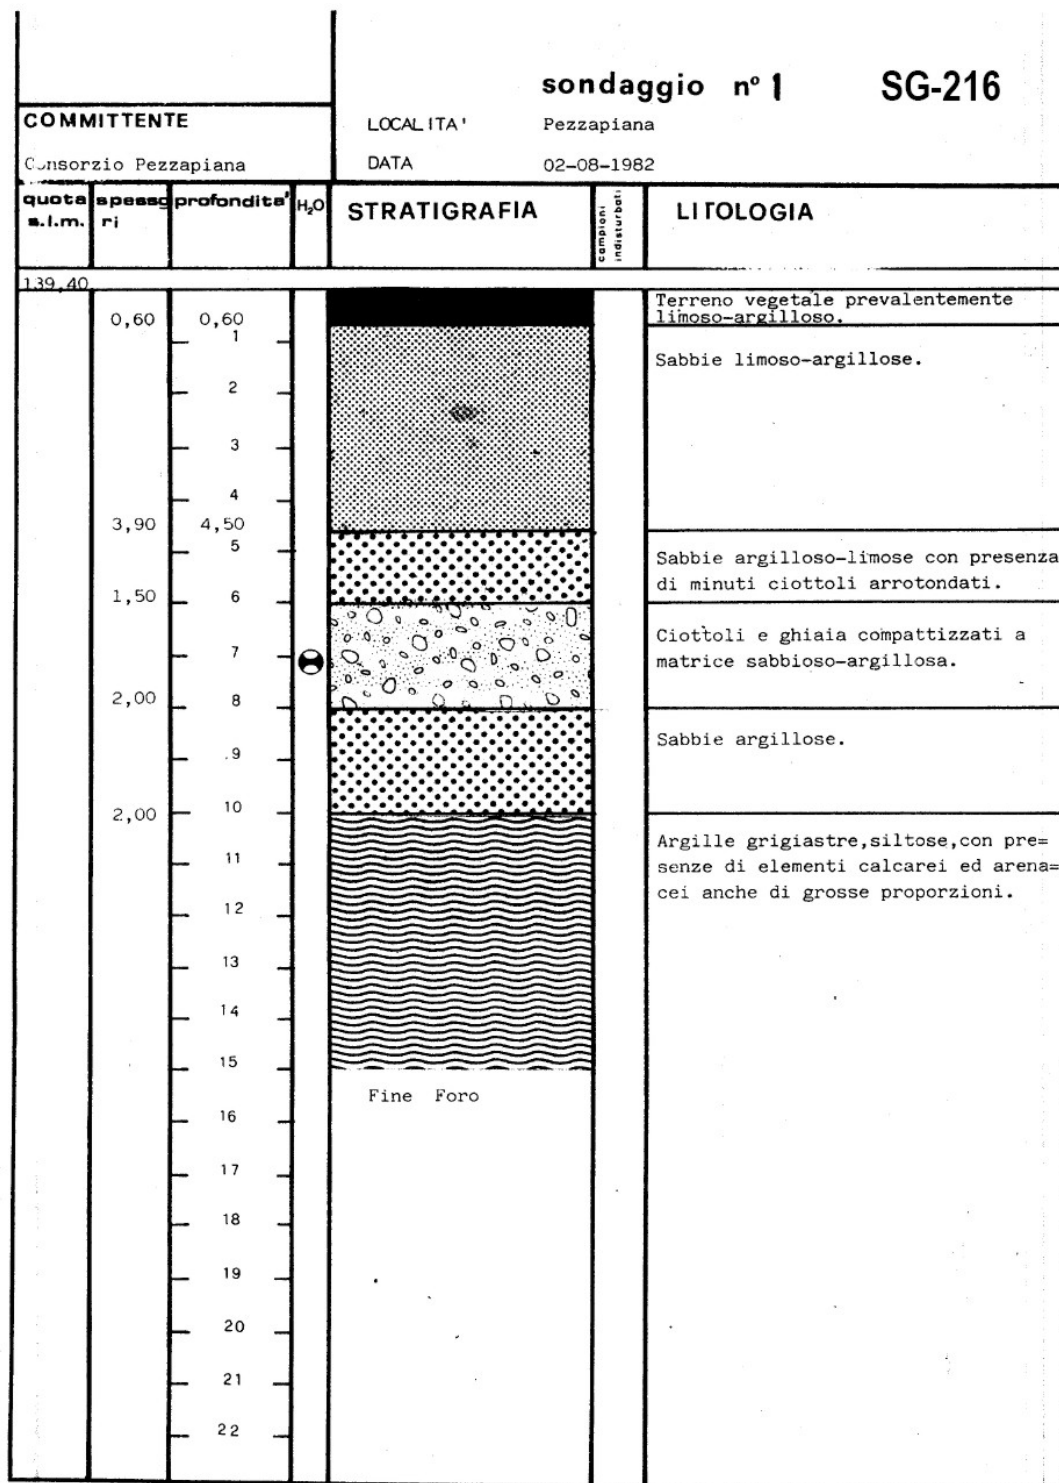 sondaggio nº 1 SG-216
COMMITTENTE
Consorzio Pezzapiana
LOCALITA' Pezzapiana
DATA 02-08-1982
quota s.l.m.
spesso ri
profondita'
H₂O
STRATIGRAFIA
campioni indisturbati
LITOLOGIA
139,40
0,60 0,60
Terreno vegetale prevalentemente
limoso-argilloso.
1
Sabbie limoso-argillose.
2
3
4
3,90 4,50
5
Sabbie argilloso-limose con presenza
di minuti ciottoli arrotondati.
1,50 6
Ciottoli e ghiaia compattizzati a
matrice sabbioso-argillosa.
7
2,00 8
Sabbie argillose.
9
2,00 10
Argille grigiastre,siltose,con pre=
senze di elementi calcarei ed arena=
cei anche di grosse proporzioni.
11
12
13
14
15
Fine Foro
16
17
18
19
20
21
22